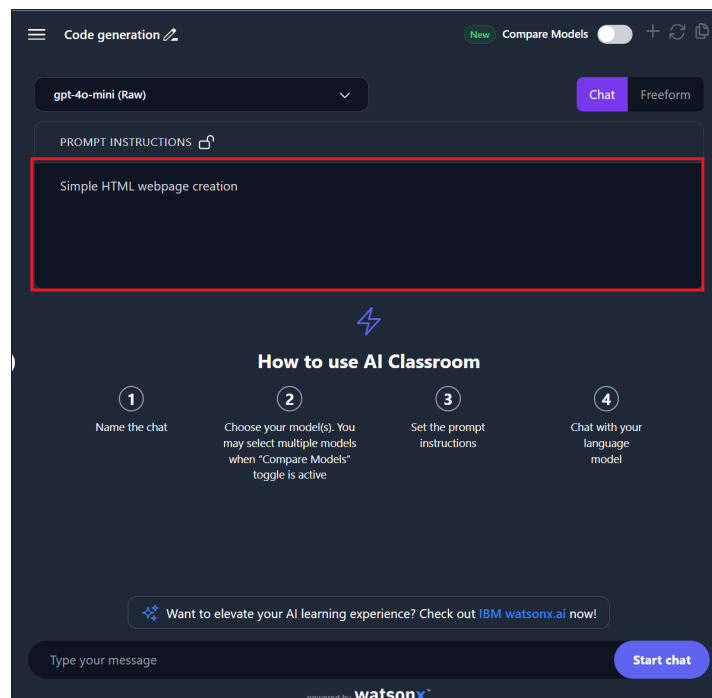 Code generation
New Compare Models
gpt-4o-mini (Raw)
Chat Freeform
PROMPT INSTRUCTIONS
Simple HTML webpage creation
How to use AI Classroom
1
Name the chat
2
Choose your model(s). You
may select multiple models
when "Compare Models"
toggle is active
3
Set the prompt
instructions
4
Chat with your
language
model
Want to elevate your AI learning experience? Check out IBM watsonx.ai now!
Type your message
Start chat
powered by watsonx™